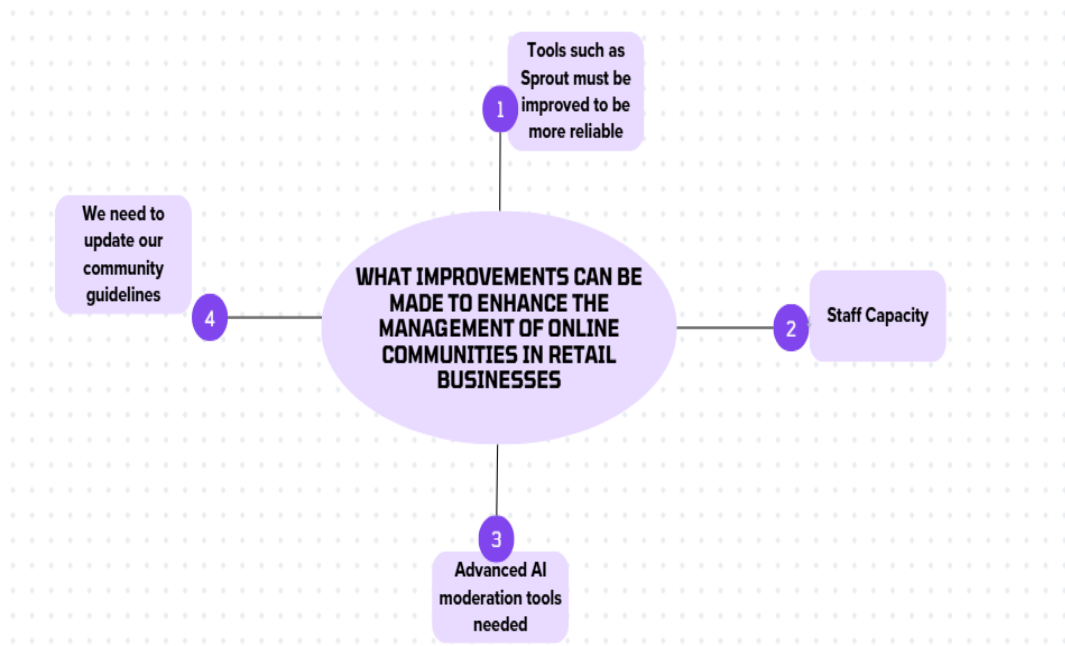 Tools such as
Sprout must be
improved to be
more reliable
1
We need to
update our
community
guidelines
4
WHAT IMPROVEMENTS CAN BE
MADE TO ENHANCE THE
MANAGEMENT OF ONLINE
COMMUNITIES IN RETAIL
BUSINESSES
2
Staff Capacity
3
Advanced AI
moderation tools
needed